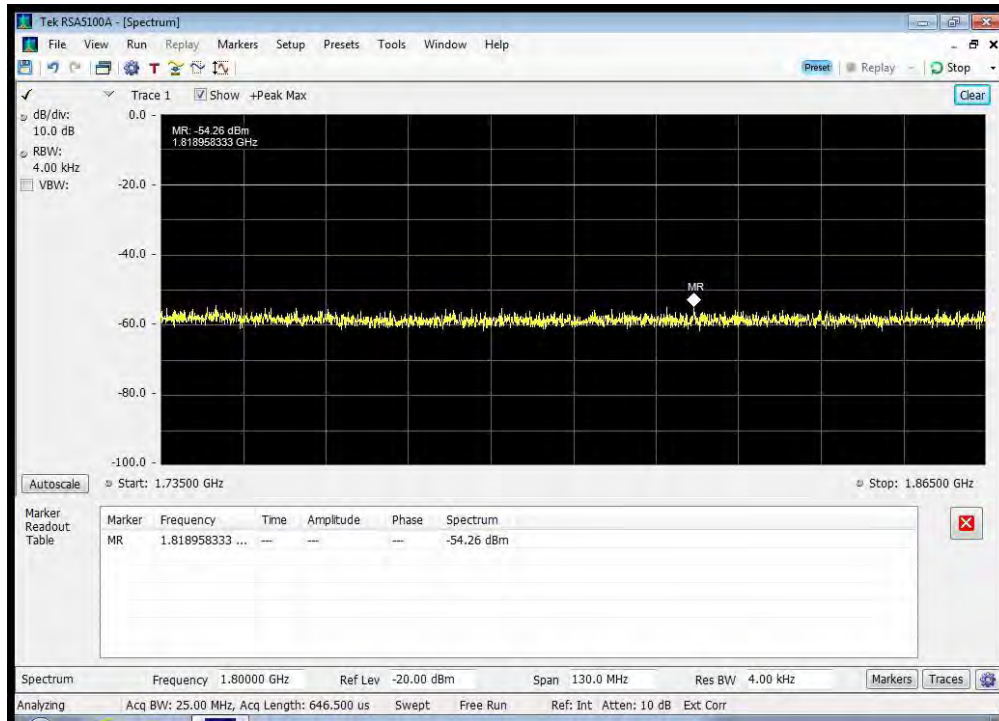 Tek RSA5100A - [Spectrum]
File View Run Replay Markers Setup Presets Tools Window Help
Preset Replay Stop
Trace 1 Show +Peak Max Clear
dB/div:
10.0 dB
RBW:
4.00 kHz
VBW:
0.0
-20.0
-40.0
-60.0
-80.0
-100.0
MR: -54.26 dBm
1.818958333 GHz
MR
Autoscale Start: 1.73500 GHz Stop: 1.86500 GHz
Marker
Readout
Table
Marker Frequency Time Amplitude Phase Spectrum
MR 1.818958333 ... --- --- --- -54.26 dBm
Spectrum Frequency 1.80000 GHz Ref Lev -20.00 dBm Span 130.0 MHz Res BW 4.00 kHz Markers Traces
Analyzing Acq BW: 25.00 MHz, Acq Length: 646.500 us Swept Free Run Ref: Int Atten: 10 dB Ext Corr